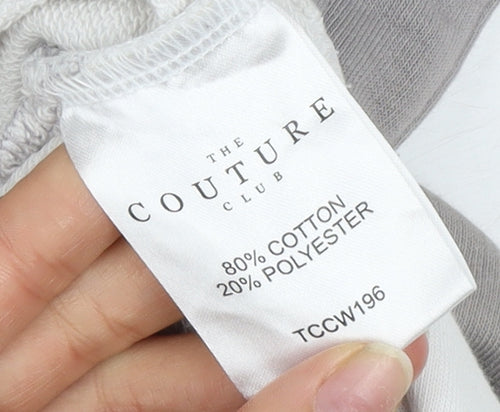 THE
COUTURE
CLUB
80% COTTON
20% POLYESTER
TCCW196